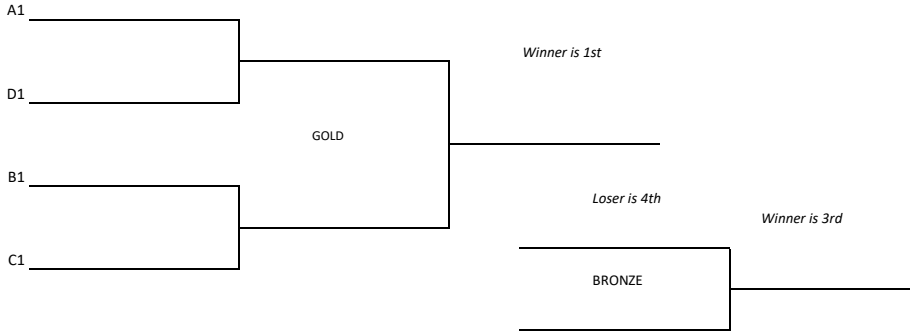 A1
Winner is 1st
D1
GOLD
B1
Loser is 4th
Winner is 3rd
C1
BRONZE